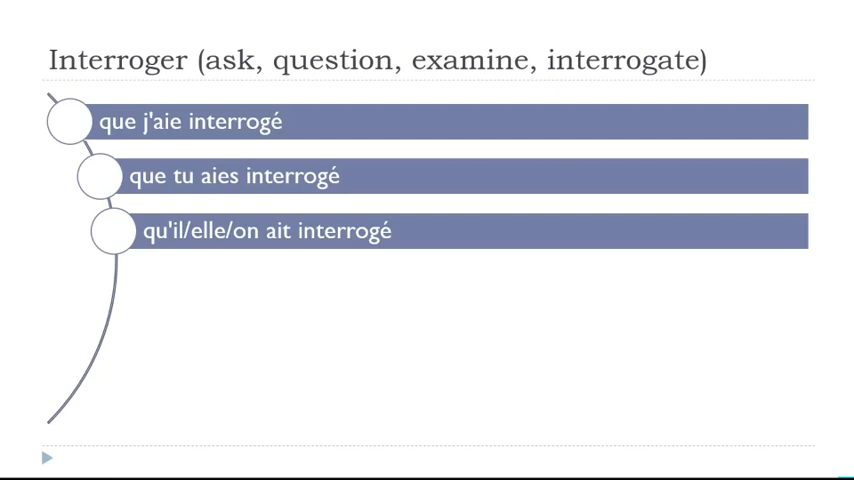 Interroger (ask, question, examine, interrogate)
que j'aie interrogé
que tu aies interrogé
qu'il/elle/on ait interrogé